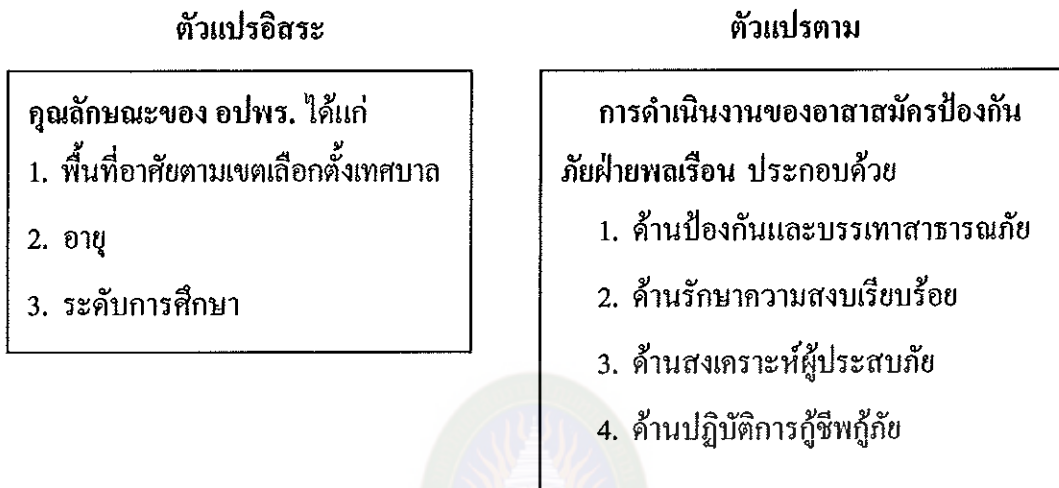 ตัวแปรอิสระ
คุณลักษณะของ อปพร. ได้แก่
1. พื้นที่อาศัยตามเขตเลือกตั้งเทศบาล
2. อายุ
3. ระดับการศึกษา
ตัวแปรตาม
การดำเนินงานของอาสาสมัครป้องกัน
ภัยฝ่ายพลเรือน ประกอบด้วย
1. ด้านป้องกันและบรรเทาสาธารณภัย
2. ด้านรักษาความสงบเรียบร้อย
3. ด้านสงเคราะห์ผู้ประสบภัย
4. ด้านปฏิบัติการกู้ชีพกู้ภัย